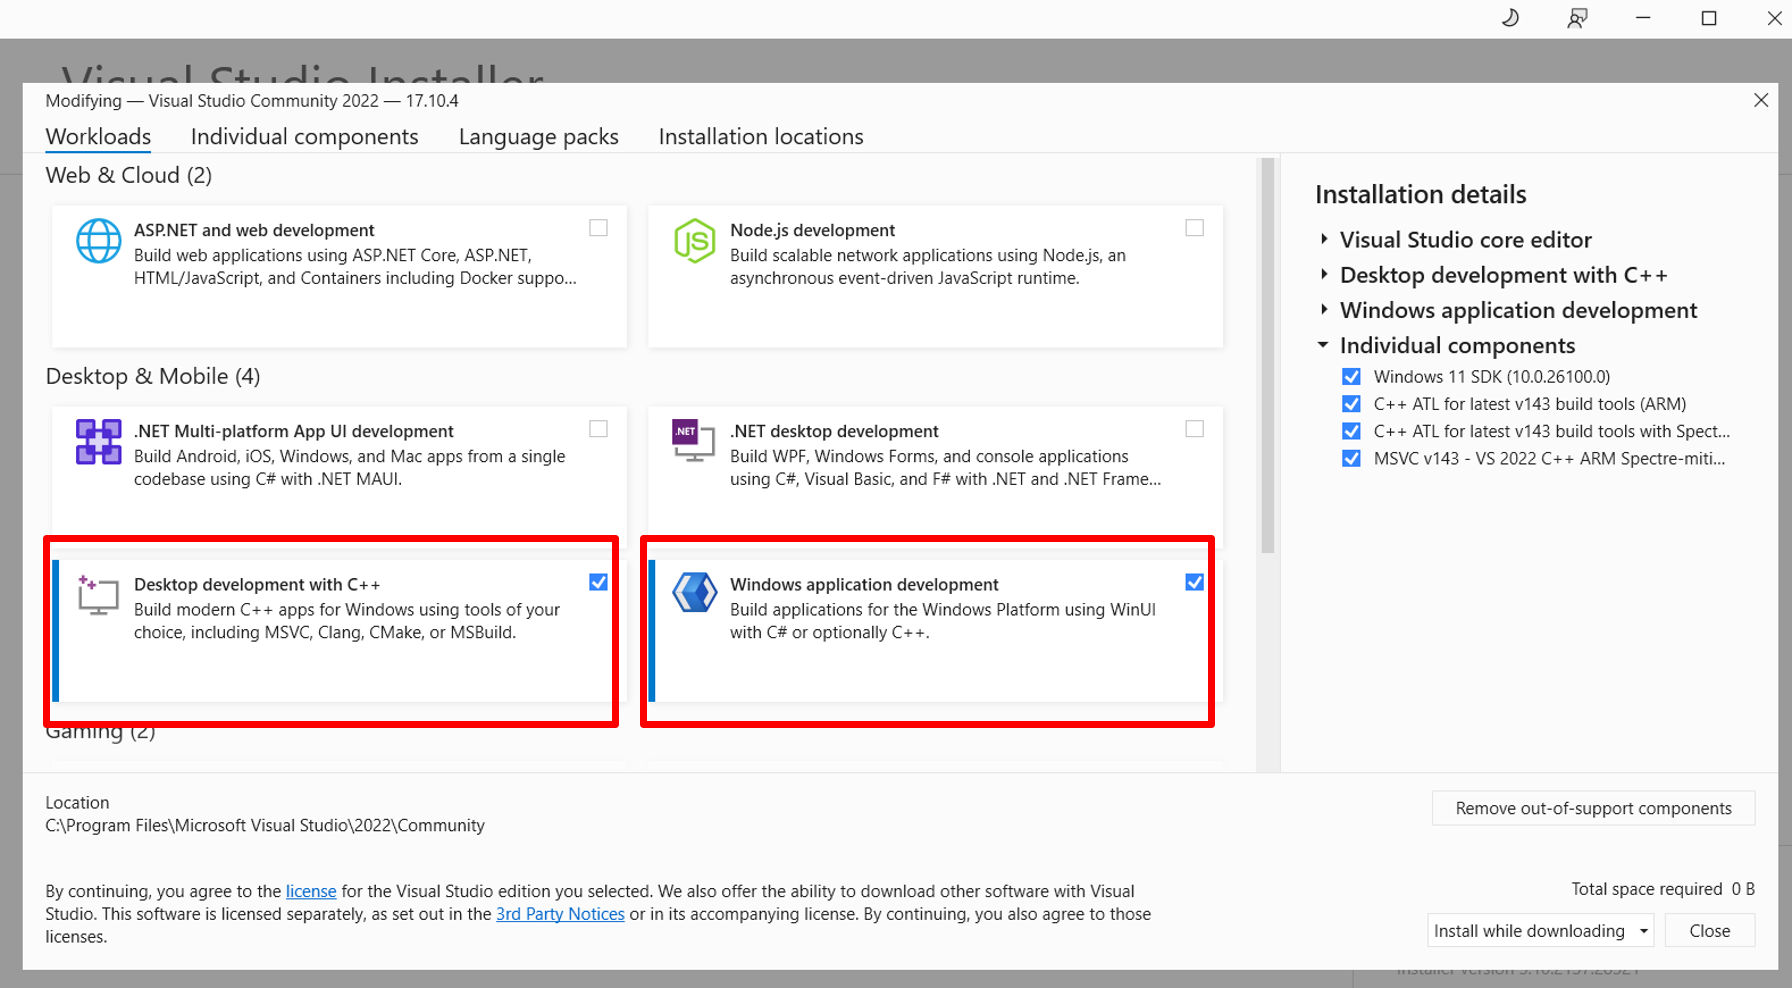 Visual Studio Installer
Modifying — Visual Studio Community 2022 — 17.10.4
Workloads
Individual components
Language packs
Installation locations
Web & Cloud (2)
ASP.NET and web development
Build web applications using ASP.NET Core, ASP.NET,
HTML/JavaScript, and Containers including Docker suppo...
Node.js development
Build scalable network applications using Node.js, an
asynchronous event-driven JavaScript runtime.
Desktop & Mobile (4)
.NET Multi-platform App UI development
Build Android, iOS, Windows, and Mac apps from a single
codebase using C# with .NET MAUI.
.NET
.NET desktop development
Build WPF, Windows Forms, and console applications
using C#, Visual Basic, and F# with .NET and .NET Frame...
Desktop development with C++
Build modern C++ apps for Windows using tools of your
choice, including MSVC, Clang, CMake, or MSBuild.
Windows application development
Build applications for the Windows Platform using WinUI
with C# or optionally C++.
Gaming (2)
Installation details
Visual Studio core editor
Desktop development with C++
Windows application development
Individual components
Windows 11 SDK (10.0.26100.0)
C++ ATL for latest v143 build tools (ARM)
C++ ATL for latest v143 build tools with Spect...
MSVC v143 - VS 2022 C++ ARM Spectre-miti...
Location
C:\Program Files\Microsoft Visual Studio\2022\Community
Remove out-of-support components
By continuing, you agree to the license for the Visual Studio edition you selected. We also offer the ability to download other software with Visual
Studio. This software is licensed separately, as set out in the 3rd Party Notices or in its accompanying license. By continuing, you also agree to those
licenses.
Total space required 0 B
Install while downloading
Close